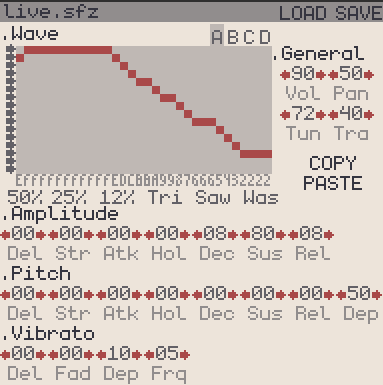 live.sfz LOAD SAVE
.Wave A B C D
EFFFFFFFFFFFEDCBBA99876665432222
50% 25% 12% Tri Saw Was
.General
90 50
Vol Pan
72 40
Tun Tra
COPY
PASTE
.Amplitude
00 00 00 00 08 80 08
Del Str Atk Hol Dec Sus Rel
.Pitch
00 00 00 00 00 00 00 50
Del Str Atk Hol Dec Sus Rel Dep
.Vibrato
00 00 10 05
Del Fad Dep Frq